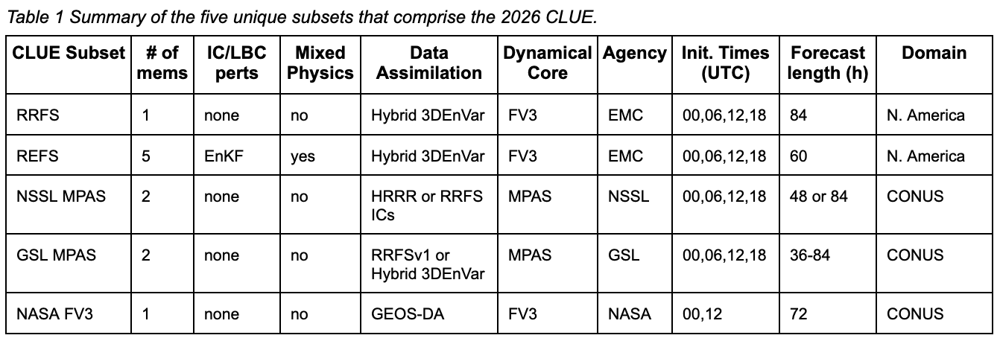 Table 1 Summary of the five unique subsets that comprise the 2026 CLUE.
CLUE Subset # of mems IC/LBC perts Mixed Physics Data Assimilation Dynamical Core Agency Init. Times (UTC) Forecast length (h) Domain
RRFS 1 none no Hybrid 3DEnVar FV3 EMC 00,06,12,18 84 N. America
REFS 5 EnKF yes Hybrid 3DEnVar FV3 EMC 00,06,12,18 60 N. America
NSSL MPAS 2 none no HRRR or RRFS ICs MPAS NSSL 00,06,12,18 48 or 84 CONUS
GSL MPAS 2 none no RRFSv1 or Hybrid 3DEnVar MPAS GSL 00,06,12,18 36-84 CONUS
NASA FV3 1 none no GEOS-DA FV3 NASA 00,12 72 CONUS